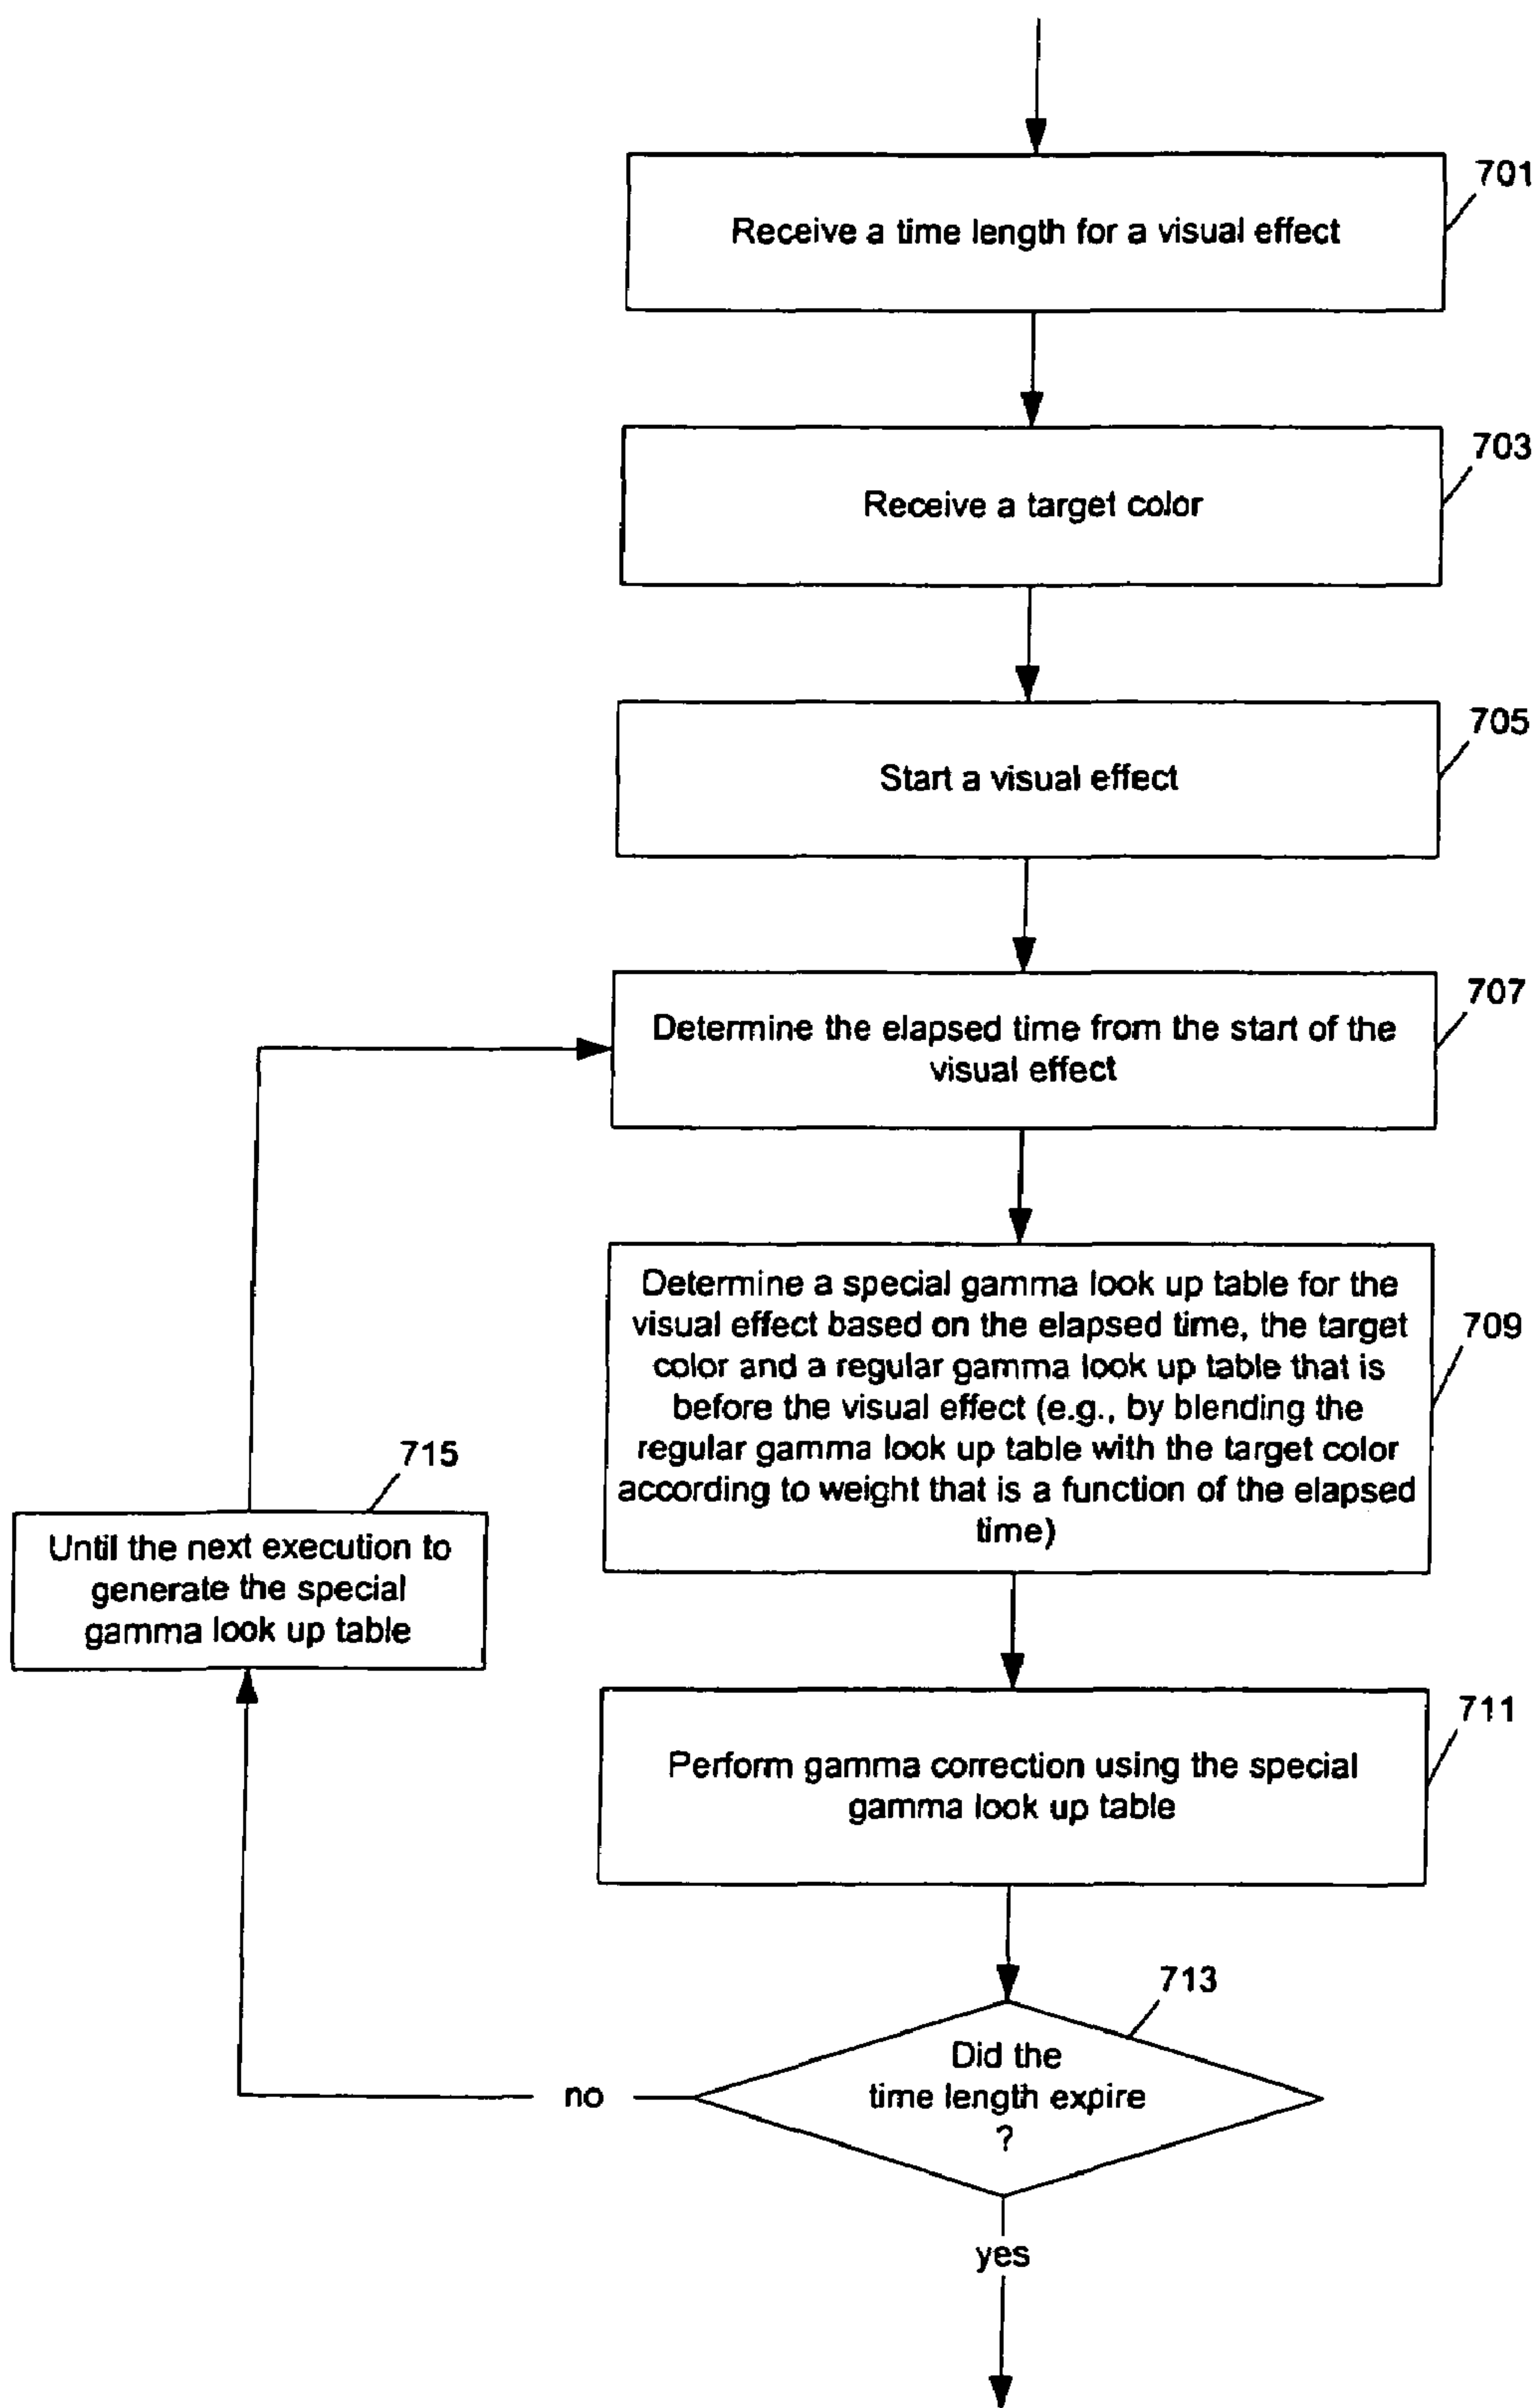 701
Receive a time length for a visual effect
703
Receive a target color
705
Start a visual effect
707
Determine the elapsed time from the start of the
visual effect
709
Determine a special gamma look up table for the
visual effect based on the elapsed time, the target
color and a regular gamma look up table that is
before the visual effect (e.g., by blending the
regular gamma look up table with the target color
according to weight that is a function of the elapsed
time)
715
Until the next execution to
generate the special
gamma look up table
711
Perform gamma correction using the special
gamma look up table
713
Did the
time length expire
?
no
yes